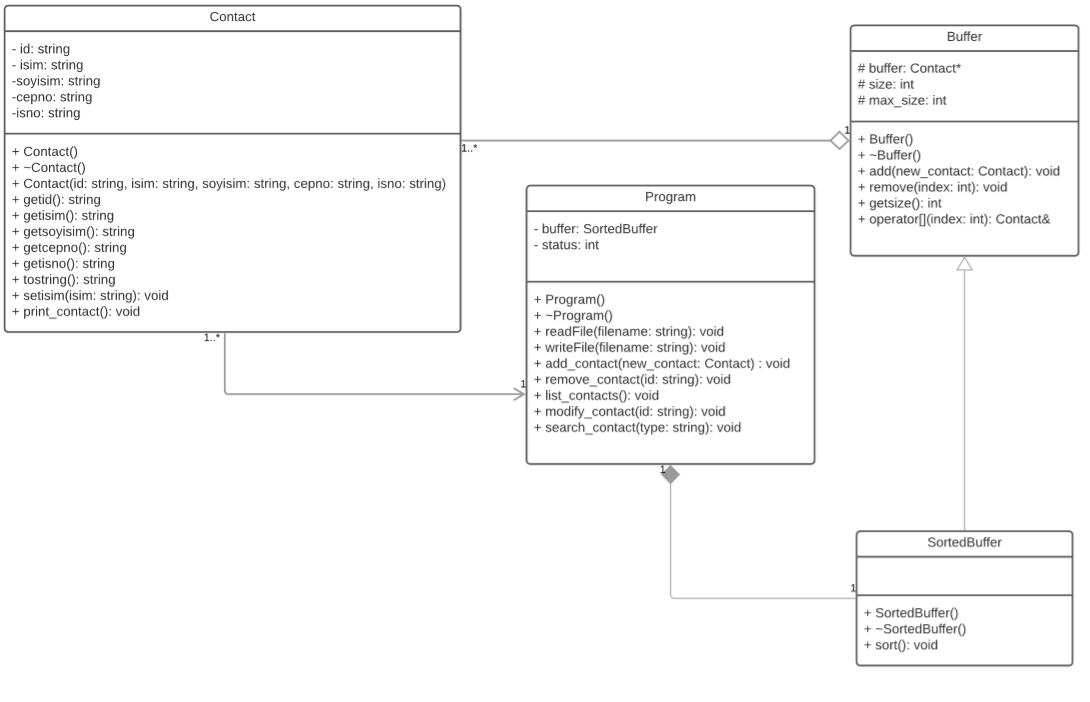 Contact
- id: string
- isim: string
-soyisim: string
-cepno: string
-isno: string
+ Contact()
+ ~Contact()
+ Contact(id: string, isim: string, soyisim: string, cepno: string, isno: string)
+ getid(): string
+ getisim(): string
+ getsoyisim(): string
+ getcepno(): string
+ getisno(): string
+ tostring(): string
+ setisim(isim: string): void
+ print_contact(): void
1..*
1
Buffer
# buffer: Contact*
# size: int
# max_size: int
+ Buffer()
+ ~Buffer()
+ add(new_contact: Contact): void
+ remove(index: int): void
+ getsize(): int
+ operator[](index: int): Contact&
Program
- buffer: SortedBuffer
- status: int
+ Program()
+ ~Program()
+ readFile(filename: string): void
+ writeFile(filename: string): void
+ add_contact(new_contact: Contact) : void
+ remove_contact(id: string): void
+ list_contacts(): void
+ modify_contact(id: string): void
+ search_contact(type: string): void
1..*
1
1
1
SortedBuffer
+ SortedBuffer()
+ ~SortedBuffer()
+ sort(): void